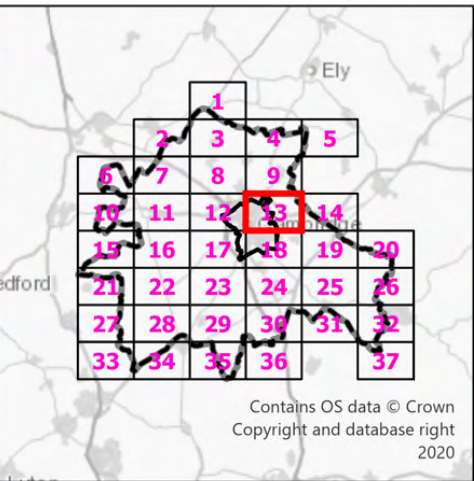 Ely
1
2 3 4 5
6 7 8 9
10 11 12 13 14
15 16 17 18 19 20
edford
21 22 23 24 25 26
27 28 29 30 31 32
33 34 35 36 37
Contains OS data © Crown
Copyright and database right
2020